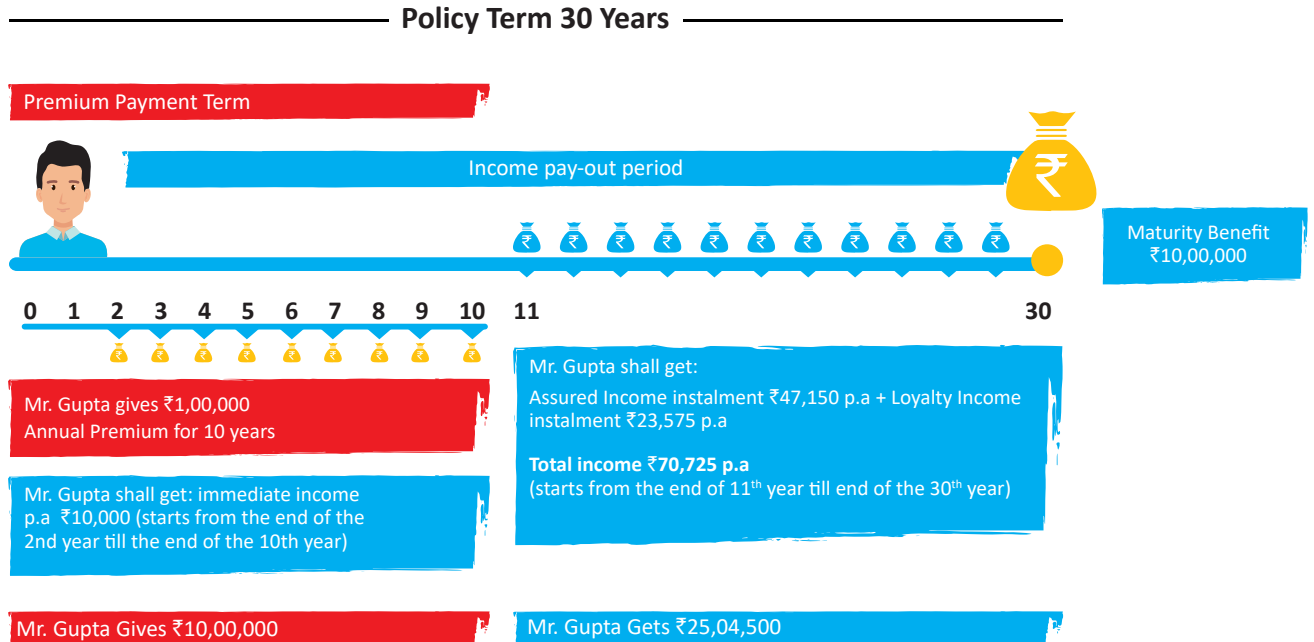 Policy Term 30 Years
Premium Payment Term
Income pay-out period
₹
₹ ₹ ₹ ₹ ₹ ₹ ₹ ₹ ₹ ₹ ₹
Maturity Benefit
₹10,00,000
0 1 2 3 4 5 6 7 8 9 10 11 30
₹ ₹ ₹ ₹ ₹ ₹ ₹ ₹ ₹
Mr. Gupta gives ₹1,00,000
Annual Premium for 10 years
Mr. Gupta shall get: immediate income
p.a ₹10,000 (starts from the end of the
2nd year till the end of the 10th year)
Mr. Gupta shall get:
Assured Income instalment ₹47,150 p.a + Loyalty Income
instalment ₹23,575 p.a
Total income ₹70,725 p.a
(starts from the end of 11th year till end of the 30th year)
Mr. Gupta Gives ₹10,00,000
Mr. Gupta Gets ₹25,04,500